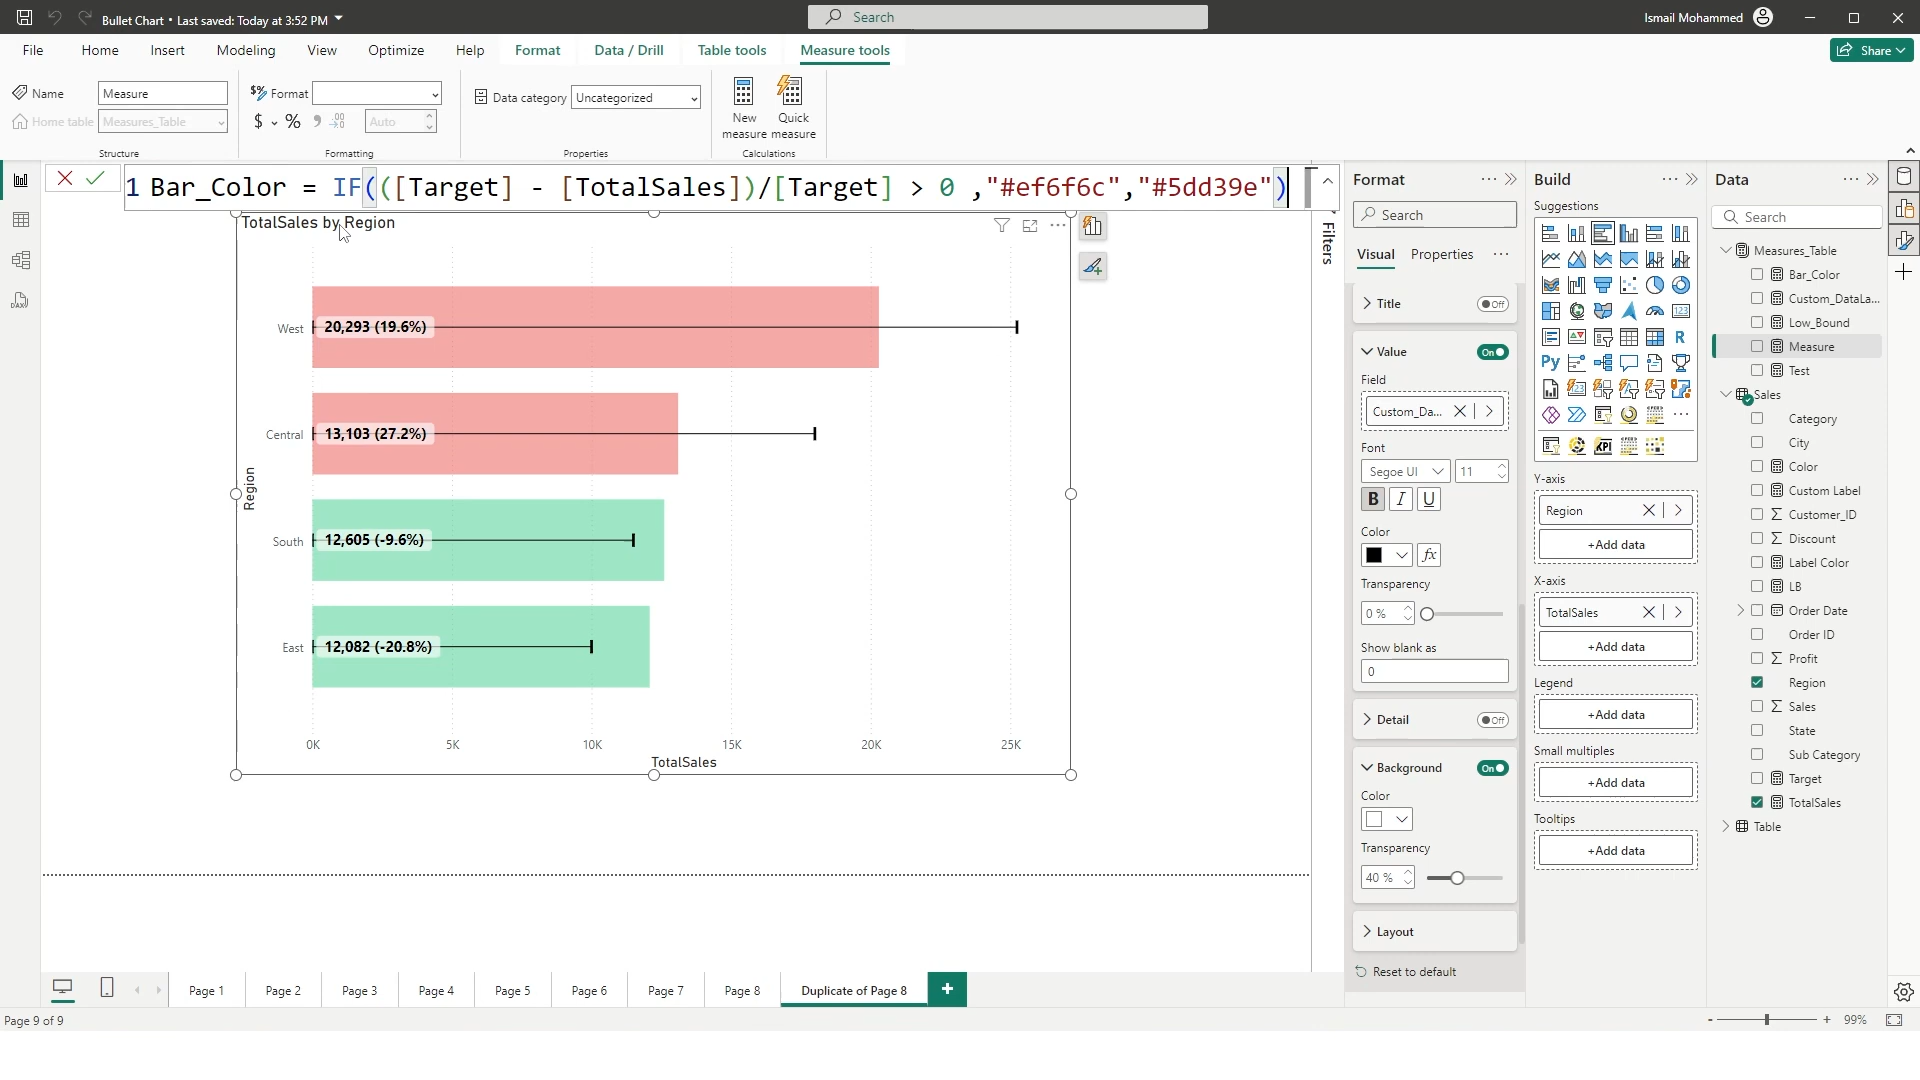 Bullet Chart • Last saved: Today at 3:52 PM
Search
Ismail Mohammed
File Home Insert Modeling View Optimize Help Format Data / Drill Table tools Measure tools
Share
Name Measure
Home table Measures_Table
Structure
Format
$ % Auto
Formatting
Data category Uncategorized
Properties
New measure
Quick measure
Calculations
1 Bar_Color = IF(([Target] - [TotalSales])/[Target] > 0 ,"#ef6f6c","#5dd39e")
TotalSales by Region
Region
West 20,293 (19.6%)
Central 13,103 (27.2%)
South 12,605 (-9.6%)
East 12,082 (-20.8%)
0K 5K 10K 15K 20K 25K
TotalSales
Filters
Format
Search
Visual Properties
Title Off
Value On
Field
Custom_Da...
Font
Segoe UI 11
B I U
Color
fx
Transparency
0 %
Show blank as
0
Detail Off
Background On
Color
Transparency
40 %
Layout
Reset to default
Build
Suggestions
R
Py
123
KPI
Y-axis
Region
+Add data
X-axis
TotalSales
+Add data
Legend
+Add data
Small multiples
+Add data
Tooltips
+Add data
Data
Search
Measures_Table
Bar_Color
Custom_DataLa...
Low_Bound
Measure
Test
Sales
Category
City
Color
Custom Label
Customer_ID
Discount
Label Color
LB
Order Date
Order ID
Profit
Region
Sales
State
Sub Category
Target
TotalSales
Table
Page 1 Page 2 Page 3 Page 4 Page 5 Page 6 Page 7 Page 8 Duplicate of Page 8 +
Page 9 of 9
- + 99%